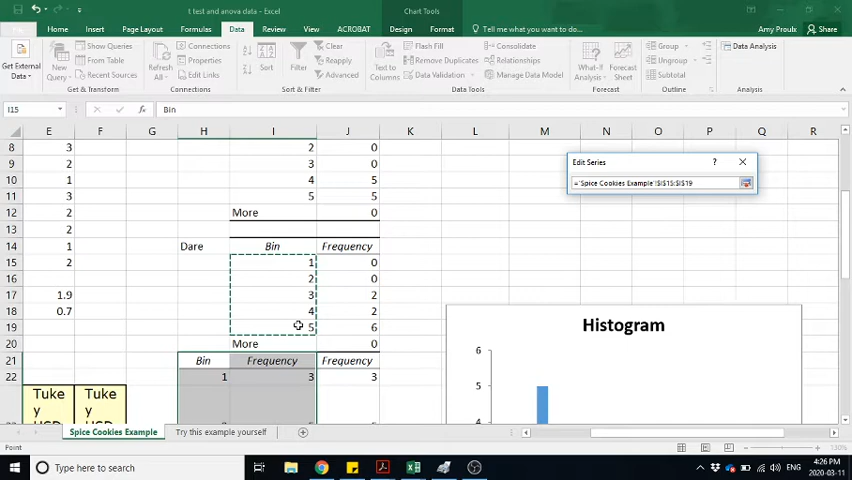 t test and anova data - Excel
Chart Tools
Amy Proulx
Share
Home Insert Page Layout Formulas Data Review View ACROBAT Design Format Tell me what you want to do
Get External Data
New Query
Show Queries
From Table
Recent Sources
Get & Transform
Refresh All
Connections
Properties
Edit Links
Connections
Sort
Filter
Clear
Reapply
Advanced
Sort & Filter
Text to Columns
Flash Fill
Remove Duplicates
Data Validation
Consolidate
Relationships
Manage Data Model
Data Tools
What-If Analysis
Forecast Sheet
Forecast
Group
Ungroup
Subtotal
Outline
Data Analysis
Analysis
I15 fx Bin
E F G H I J K L M N O P Q R
8 3 2 0
9 2 3 0
10 1 4 5
11 3 5 5
12 2 More 0
13 2
14 1 Dare Bin Frequency
15 2 1 0
16 2 0
17 1.9 3 2
18 0.7 4 2
19 5 6
20 More 0
21 Bin Frequency Frequency
22 1 3 3
Tuke Tuke
y y
Edit Series
? ×
='Spice Cookies Example'!$I$15:$I$19
Histogram
6
5
4
Spice Cookies Example Try this example yourself
Point
130%
Type here to search
ENG
4:26 PM
2020-03-11